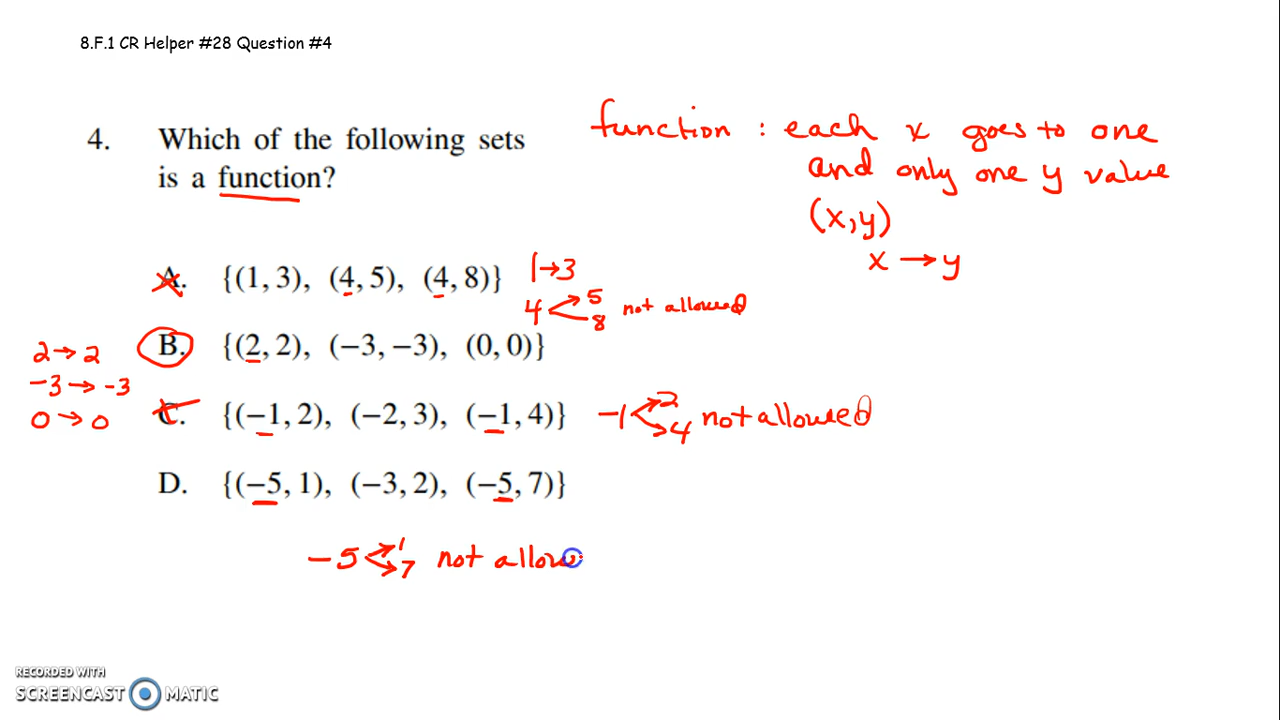 8.F.1 CR Helper #28 Question #4
4. Which of the following sets
is a function?
function : each x goes to one
and only one y value
(x,y)
x → y
A. {(1, 3), (4, 5), (4, 8)}
1→3
4 5
8
not allowed
B. {(2, 2), (−3, −3), (0, 0)}
2→2
-3→-3
0→0
C. {(−1, 2), (−2, 3), (−1, 4)}
-1 2
4
not allowed
D. {(−5, 1), (−3, 2), (−5, 7)}
-5 1
7
not allow
RECORDED WITH
SCREENCAST MATIC